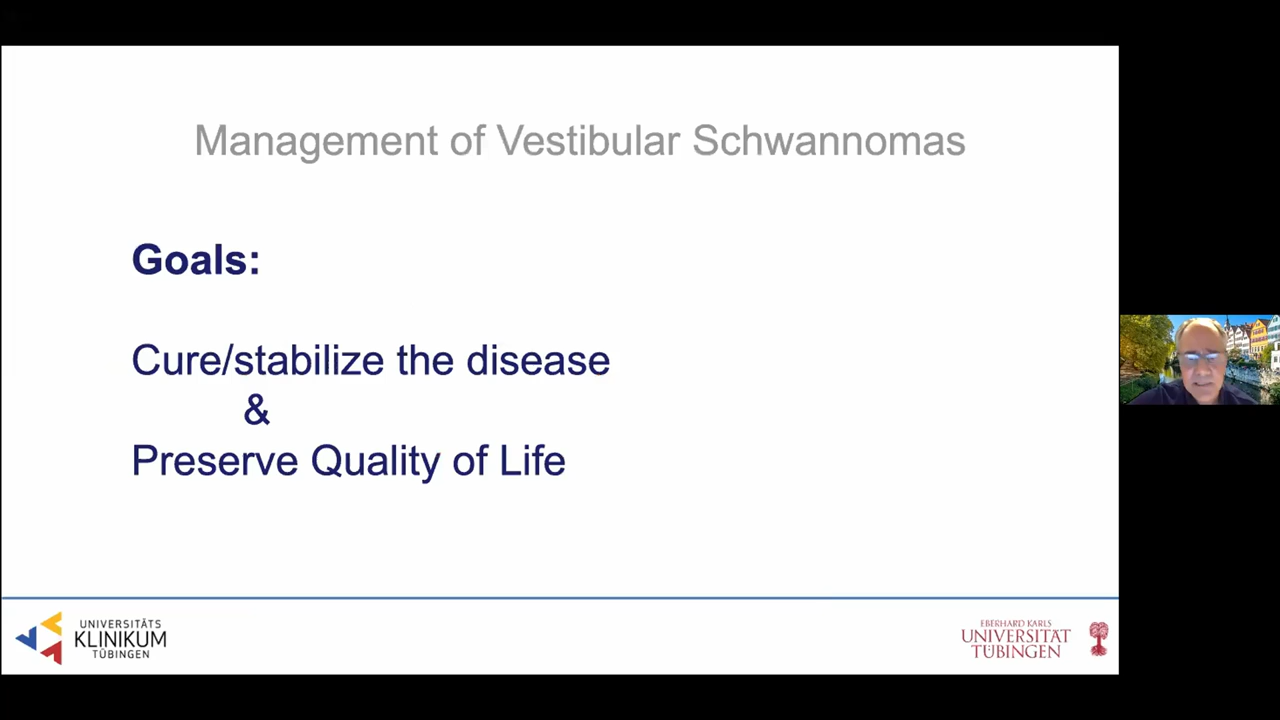 Management of Vestibular Schwannomas
Goals:
Cure/stabilize the disease
&
Preserve Quality of Life
UNIVERSITÄTS
KLINIKUM
TÜBINGEN
EBERHARD KARLS
UNIVERSITÄT
TÜBINGEN